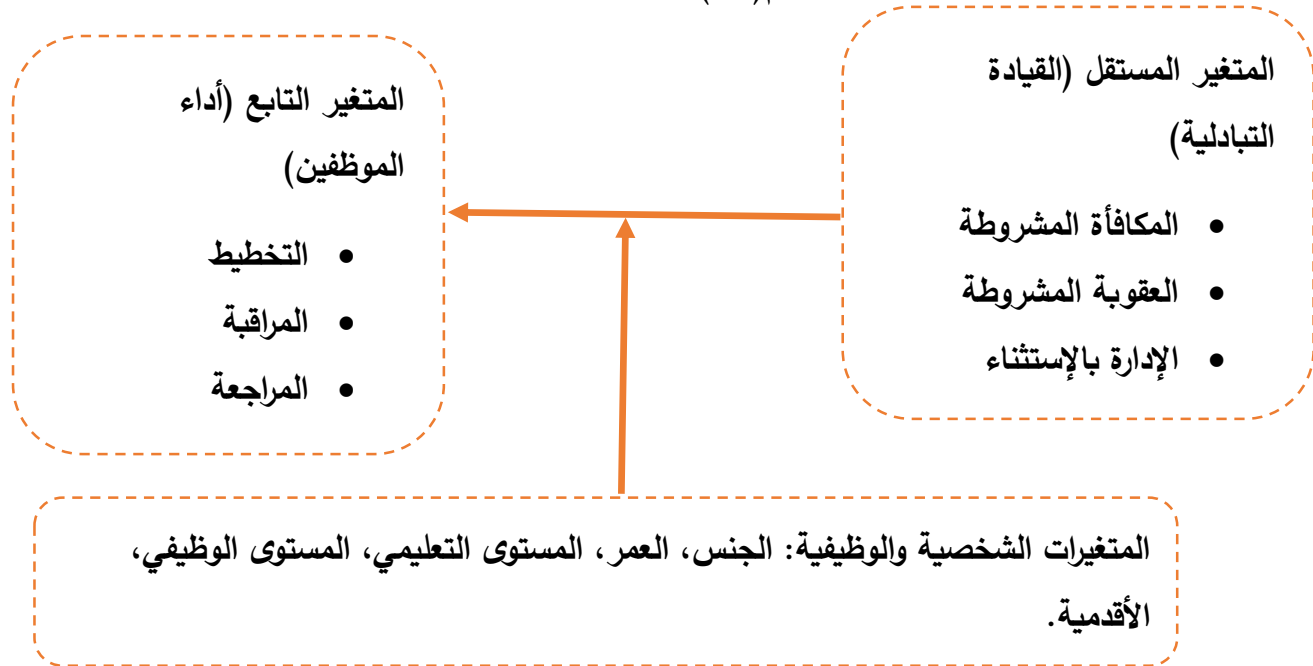 المتغير المستقل (القيادة
التبادلية)
• المكافأة المشروطة
• العقوبة المشروطة
• الإدارة بالإستثناء
المتغير التابع (أداء
الموظفين)
• التخطيط
• المراقبة
• المراجعة
المتغيرات الشخصية والوظيفية: الجنس، العمر، المستوى التعليمي، المستوى الوظيفي،
الأقدمية.